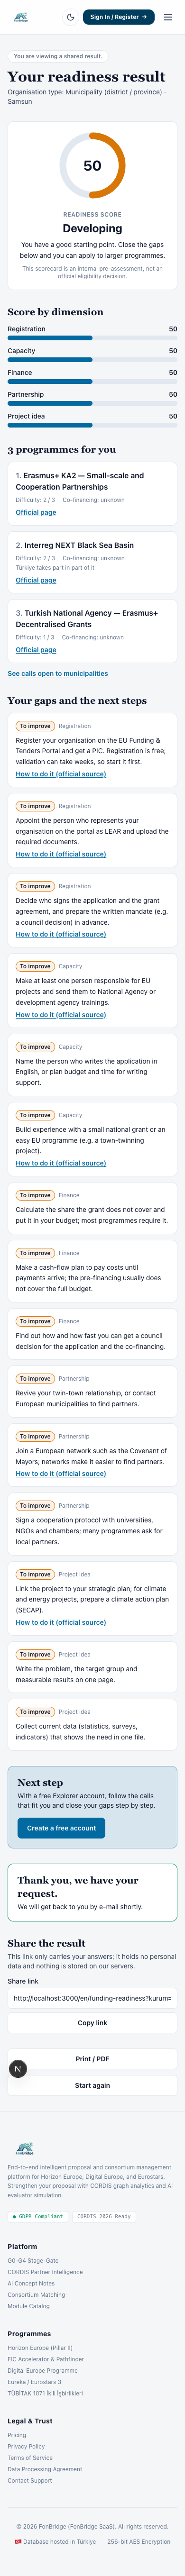 FonBridge
Sign In / Register →
You are viewing a shared result.
Your readiness result
Organisation type: Municipality (district / province) ·
Samsun
50
READINESS SCORE
Developing
You have a good starting point. Close the gaps
below and you can apply to larger programmes.
This scorecard is an internal pre-assessment, not an
official eligibility decision.
Score by dimension
Registration 50
Capacity 50
Finance 50
Partnership 50
Project idea 50
3 programmes for you
1. Erasmus+ KA2 — Small-scale and
Cooperation Partnerships
Difficulty: 2 / 3 Co-financing: unknown
Official page
2. Interreg NEXT Black Sea Basin
Difficulty: 2 / 3 Co-financing: unknown
Türkiye takes part in part of it
Official page
3. Turkish National Agency — Erasmus+
Decentralised Grants
Difficulty: 1 / 3 Co-financing: unknown
Official page
See calls open to municipalities
Your gaps and the next steps
To improve Registration
Register your organisation on the EU Funding &
Tenders Portal and get a PIC. Registration is free;
validation can take weeks, so start it first.
How to do it (official source)
To improve Registration
Appoint the person who represents your
organisation on the portal as LEAR and upload the
required documents.
How to do it (official source)
To improve Registration
Decide who signs the application and the grant
agreement, and prepare the written mandate (e.g.
a council decision) in advance.
How to do it (official source)
To improve Capacity
Make at least one person responsible for EU
projects and send them to National Agency or
development agency trainings.
How to do it (official source)
To improve Capacity
Name the person who writes the application in
English, or plan budget and time for writing
support.
To improve Capacity
Build experience with a small national grant or an
easy EU programme (e.g. a town-twinning
project).
How to do it (official source)
To improve Finance
Calculate the share the grant does not cover and
put it in your budget; most programmes require it.
To improve Finance
Make a cash-flow plan to pay costs until
payments arrive; the pre-financing usually does
not cover the full budget.
To improve Finance
Find out how and how fast you can get a council
decision for the application and the co-financing.
To improve Partnership
Revive your twin-town relationship, or contact
European municipalities to find partners.
To improve Partnership
Join a European network such as the Covenant of
Mayors; networks make it easier to find partners.
How to do it (official source)
To improve Partnership
Sign a cooperation protocol with universities,
NGOs and chambers; many programmes ask for
local partners.
To improve Project idea
Link the project to your strategic plan; for climate
and energy projects, prepare a climate action plan
(SECAP).
How to do it (official source)
To improve Project idea
Write the problem, the target group and
measurable results on one page.
To improve Project idea
Collect current data (statistics, surveys,
indicators) that shows the need in one file.
Next step
With a free Explorer account, follow the calls
that fit you and close your gaps step by step.
Create a free account
Thank you, we have your
request.
We will get back to you by e-mail shortly.
Share the result
This link only carries your answers; it holds no personal
data and nothing is stored on our servers.
Share link
http://localhost:3000/en/funding-readiness?kurum=
Copy link
Print / PDF
N
Start again
FonBridge
End-to-end intelligent proposal and consortium management
platform for Horizon Europe, Digital Europe, and Eurostars.
Strengthen your proposal with CORDIS graph analytics and AI
evaluator simulation.
GDPR Compliant CORDIS 2026 Ready
Platform
G0-G4 Stage-Gate
CORDIS Partner Intelligence
AI Concept Notes
Consortium Matching
Module Catalog
Programmes
Horizon Europe (Pillar II)
EIC Accelerator & Pathfinder
Digital Europe Programme
Eureka / Eurostars 3
TÜBİTAK 1071 İkili İşbirlikleri
Legal & Trust
Pricing
Privacy Policy
Terms of Service
Data Processing Agreement
Contact Support
© 2026 FonBridge (FonBridge SaaS). All rights reserved.
Database hosted in Türkiye 256-bit AES Encryption